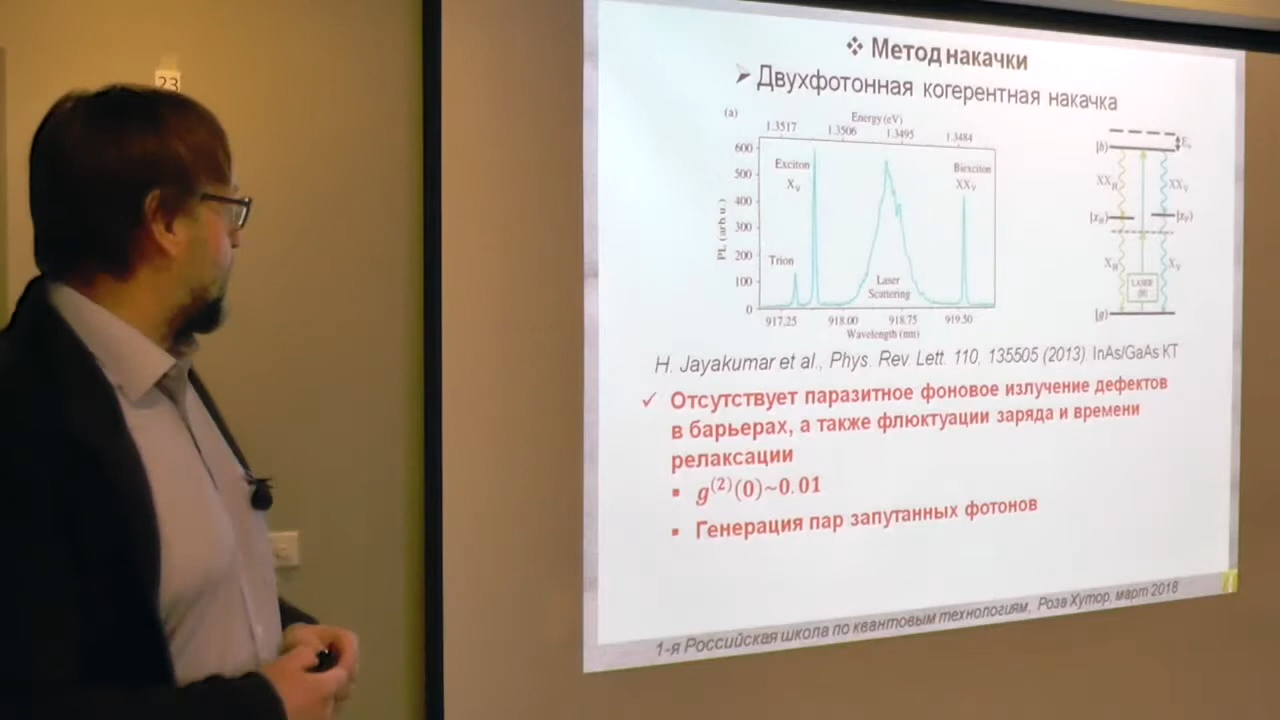 23
❖ Метод накачки
➢ Двухфотонная когерентная накачка
(a)
Energy (eV)
1.3517 1.3506 1.3495 1.3484
600
500
400
300
200
100
0
PL (arb u.)
Exciton
X_V
Biexciton
XX_V
Trion
Laser
Scattering
917.25 918.00 918.75 919.50
Wavelength (nm)
|b⟩
XX_H XX_V
|x_H⟩ |x_V⟩
X_H X_V
LASER
(H)
|g⟩
H. Jayakumar et al., Phys. Rev. Lett. 110, 135505 (2013). InAs/GaAs КТ
✓ Отсутствует паразитное фоновое излучение дефектов
в барьерах, а также флюктуации заряда и времени
релаксации
▪ g⁽²⁾(0)~0.01
▪ Генерация пар запутанных фотонов
1-я Российская школа по квантовым технологиям, Роза Хутор, март 2018